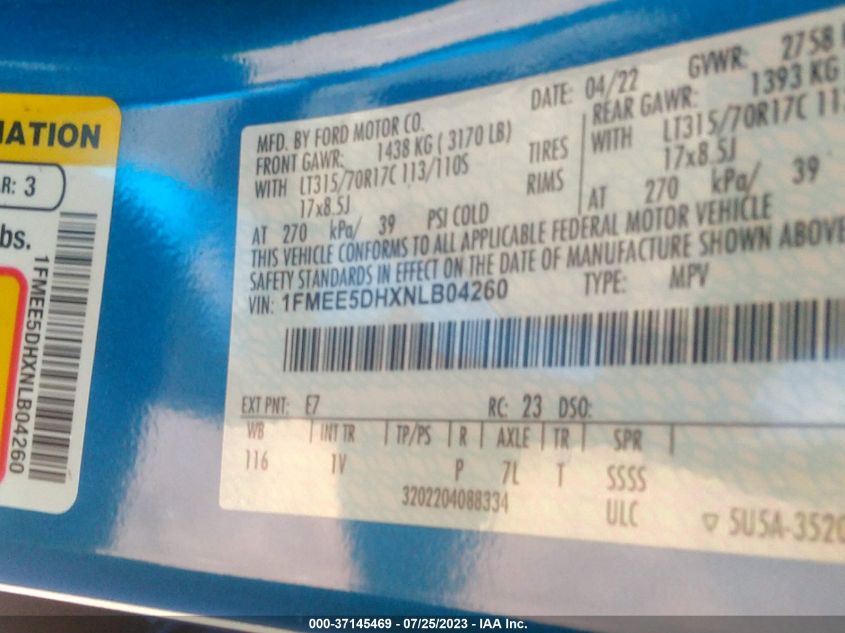 IATION
R: 3
bs.
1FMEE5DHXNLB04260
MFD. BY FORD MOTOR CO.
DATE: 04/22 GVWR: 2758
FRONT GAWR: 1438 KG ( 3170 LB)
REAR GAWR: 1393 KG
WITH LT315/70R17C 113/110S TIRES
WITH LT315/70R17C 11
17x8.5J RIMS
17x8.5J
AT 270 kPa/ 39 PSI COLD
AT 270 kPa/ 39
THIS VEHICLE CONFORMS TO ALL APPLICABLE FEDERAL MOTOR VEHICLE
SAFETY STANDARDS IN EFFECT ON THE DATE OF MANUFACTURE SHOWN ABOVE
VIN: 1FMEE5DHXNLB04260 TYPE: MPV
EXT PNT: E7 RC: 23 DSO:
WB INT TR TP/PS R AXLE TR SPR
116 1V P 7L T SSSS
3202204088334 ULC 5U5A-3520
000-37145469 - 07/25/2023 - IAA Inc.